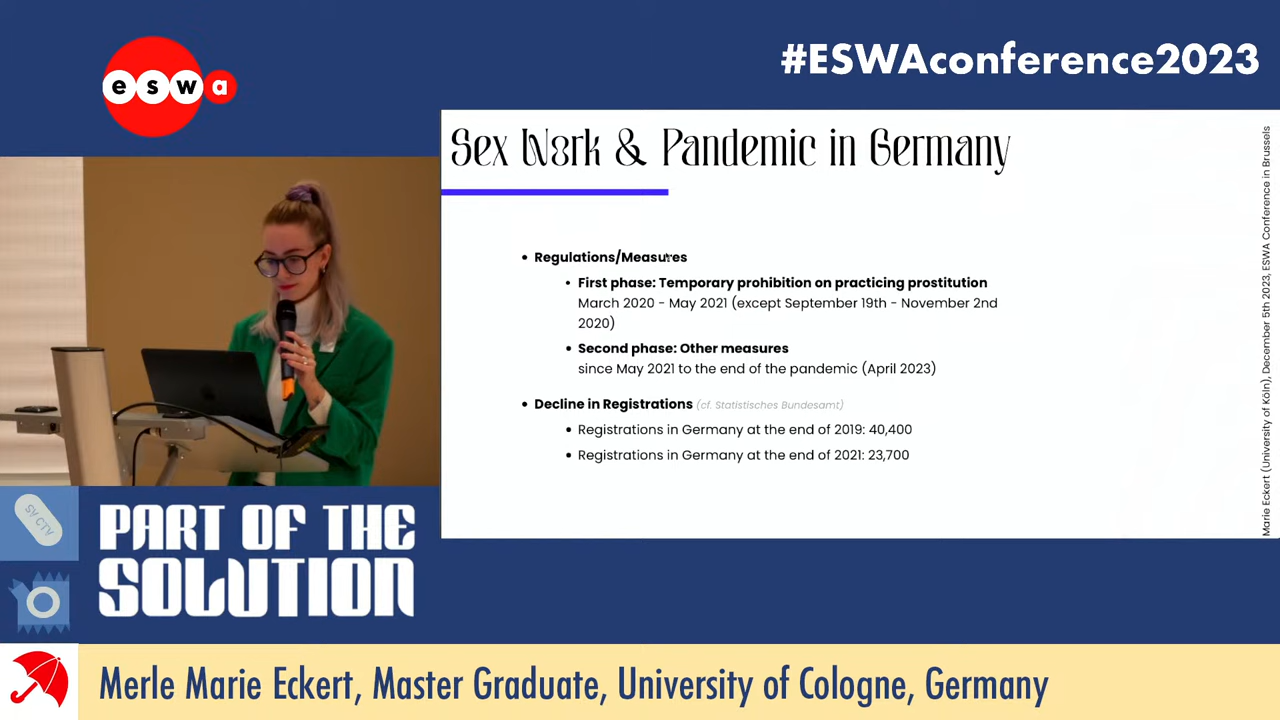 eswa
#ESWAconference2023
Sex Work & Pandemic in Germany
• Regulations/Measures
• First phase: Temporary prohibition on practicing prostitution
March 2020 - May 2021 (except September 19th - November 2nd
2020)
• Second phase: Other measures
since May 2021 to the end of the pandemic (April 2023)
• Decline in Registrations (cf. Statistisches Bundesamt)
• Registrations in Germany at the end of 2019: 40,400
• Registrations in Germany at the end of 2021: 23,700
Marie Eckert (University of Köln), December 5th 2023, ESWA Conference in Brussels
PART OF THE
SOLUTION
Merle Marie Eckert, Master Graduate, University of Cologne, Germany